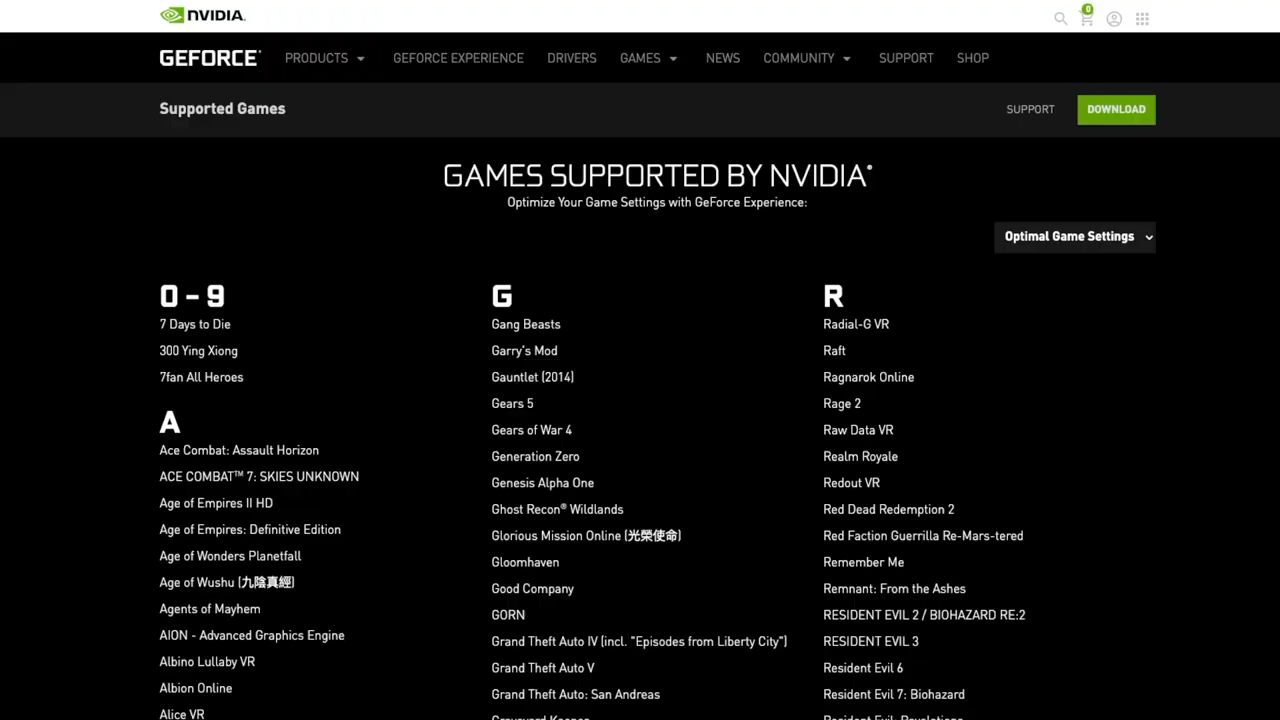 NVIDIA.
0
GEFORCE
PRODUCTS
GEFORCE EXPERIENCE
DRIVERS
GAMES
NEWS
COMMUNITY
SUPPORT
SHOP
Supported Games
SUPPORT
DOWNLOAD
GAMES SUPPORTED BY NVIDIA®
Optimize Your Game Settings with GeForce Experience:
Optimal Game Settings
0 – 9
7 Days to Die
300 Ying Xiong
7fan All Heroes
A
Ace Combat: Assault Horizon
ACE COMBAT™ 7: SKIES UNKNOWN
Age of Empires II HD
Age of Empires: Definitive Edition
Age of Wonders Planetfall
Age of Wushu (九陰真經)
Agents of Mayhem
AION - Advanced Graphics Engine
Albino Lullaby VR
Albion Online
Alice VR
G
Gang Beasts
Garry's Mod
Gauntlet (2014)
Gears 5
Gears of War 4
Generation Zero
Genesis Alpha One
Ghost Recon® Wildlands
Glorious Mission Online (光榮使命)
Gloomhaven
Good Company
GORN
Grand Theft Auto IV (incl. "Episodes from Liberty City")
Grand Theft Auto V
Grand Theft Auto: San Andreas
R
Radial-G VR
Raft
Ragnarok Online
Rage 2
Raw Data VR
Realm Royale
Redout VR
Red Dead Redemption 2
Red Faction Guerrilla Re-Mars-tered
Remember Me
Remnant: From the Ashes
RESIDENT EVIL 2 / BIOHAZARD RE:2
RESIDENT EVIL 3
Resident Evil 6
Resident Evil 7: Biohazard